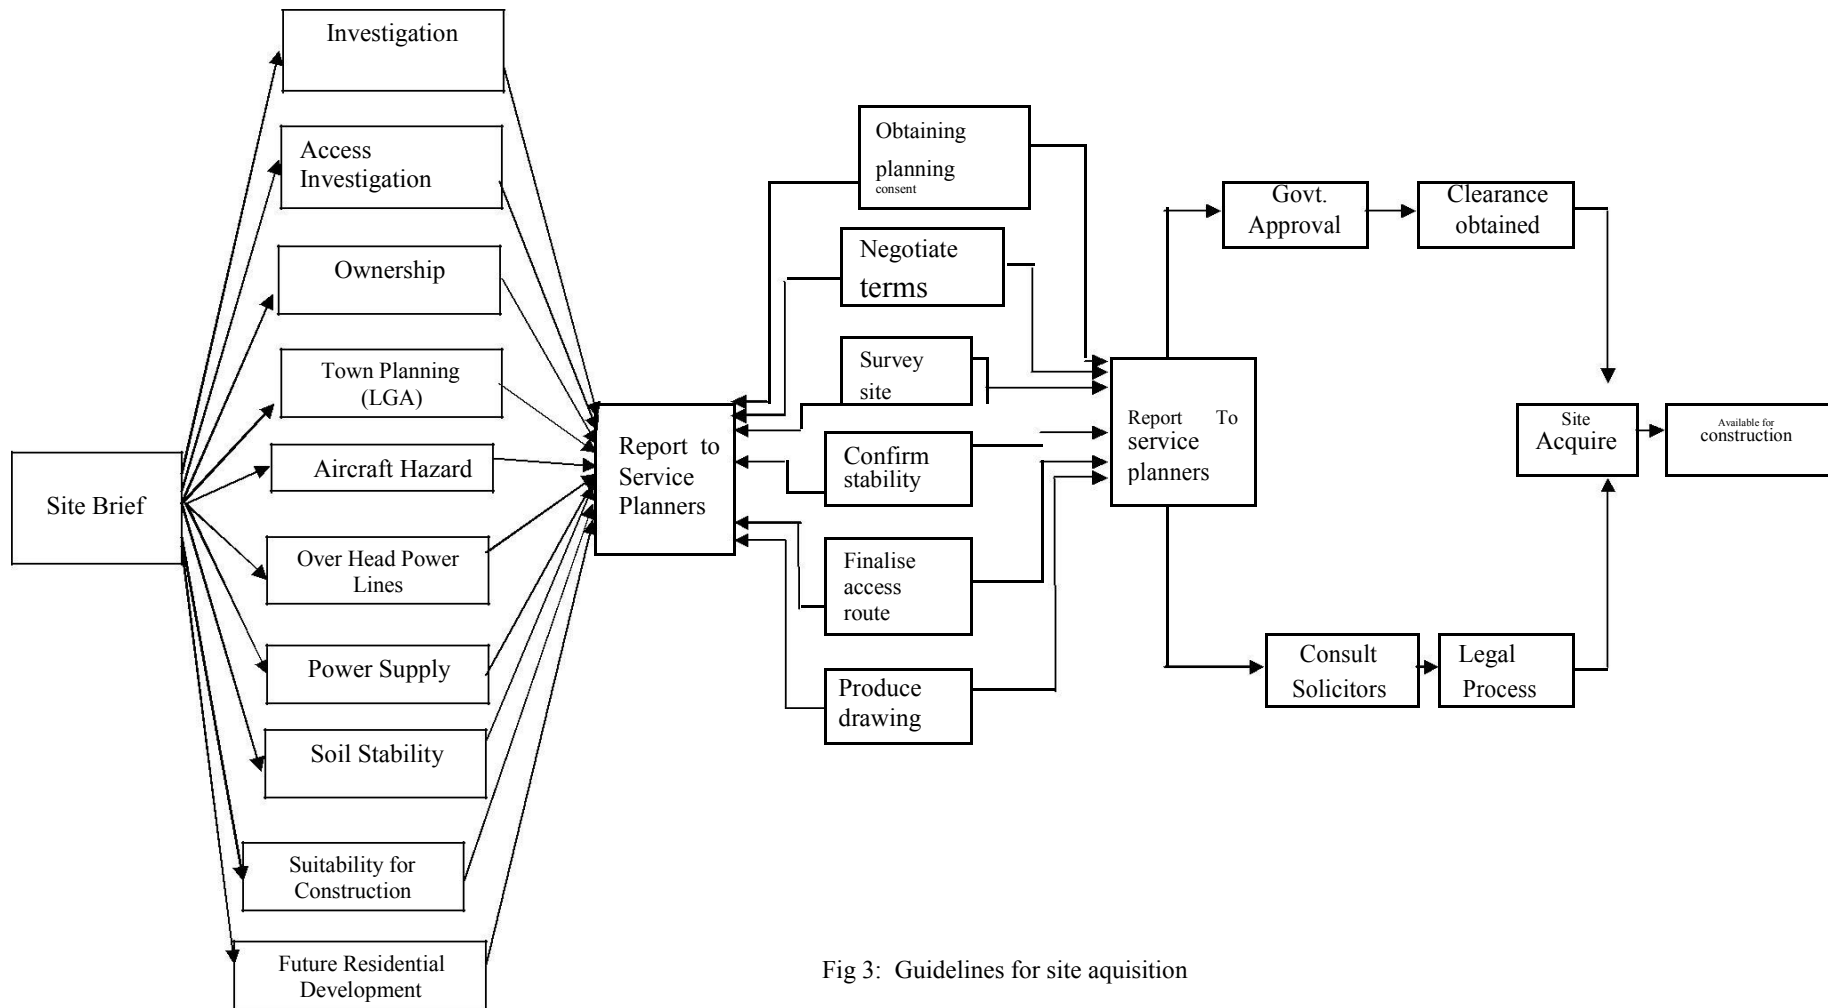 Investigation
Access
Investigation
Ownership
Town Planning
(LGA)
Aircraft Hazard
Site Brief
Over Head Power
Lines
Power Supply
Soil Stability
Suitability for
Construction
Future Residential
Development
Report to
Service
Planners
Obtaining
planning
consent
Negotiate
terms
Survey
site
Confirm
stability
Finalise
access
route
Produce
drawing
Report To
service
planners
Govt.
Approval
Clearance
obtained
Consult
Solicitors
Legal
Process
Site
Acquire
Available for
construction
Fig 3: Guidelines for site aquisition